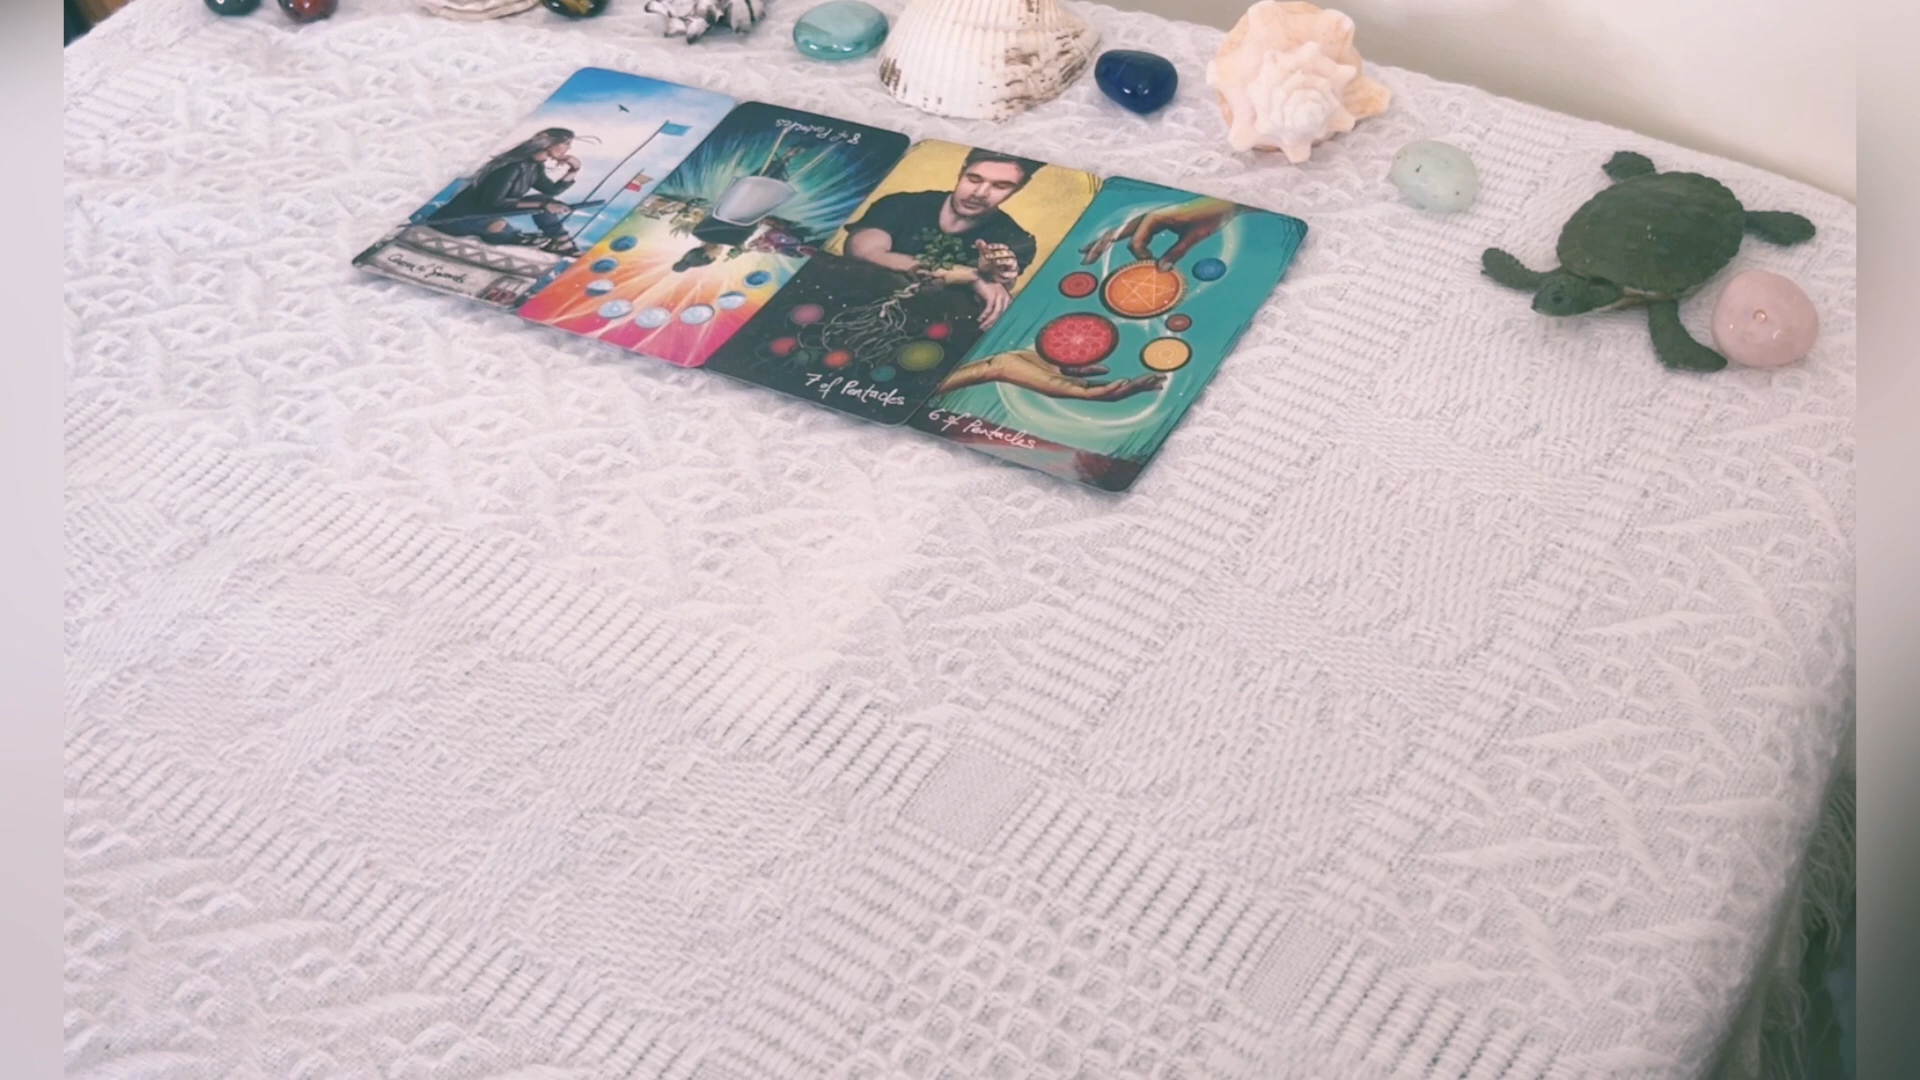 Queen of Swords
8 of Pentacles
7 of Pentacles
6 of Pentacles